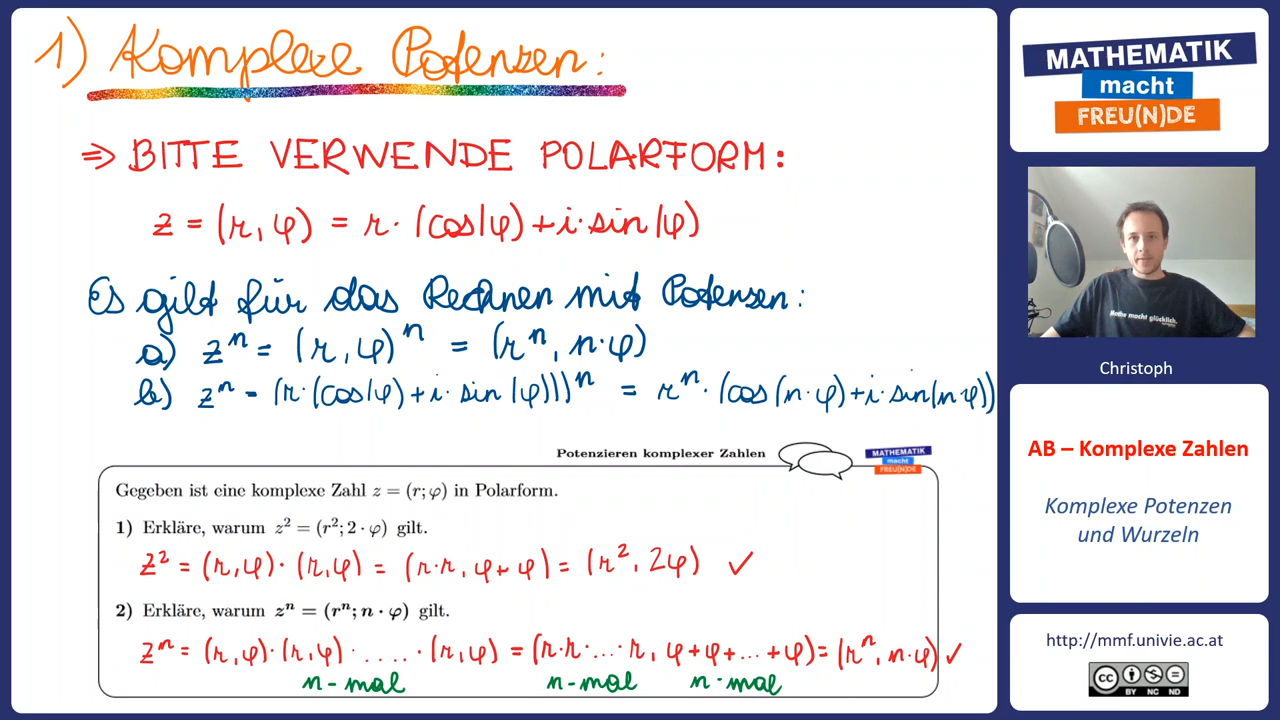 1) Komplexe Potenzen:
⇒ BITTE VERWENDE POLARFORM:
z = (r, φ) = r · (cos(φ) + i · sin(φ)
Es gilt für das Rechnen mit Potenzen:
a) zⁿ = (r, φ)ⁿ = (rⁿ, n·φ)
b) zⁿ = (r·(cos(φ) + i· sin(φ)))ⁿ = rⁿ · (cos(n·φ) + i· sin(n·φ))
Potenzieren komplexer Zahlen
MATHEMATIK
macht
FREU(N)DE
Gegeben ist eine komplexe Zahl z = (r; φ) in Polarform.
1) Erkläre, warum z² = (r²; 2 · φ) gilt.
z² = (r, φ) · (r, φ) = (r·r, φ + φ) = (r², 2φ) ✓
2) Erkläre, warum zⁿ = (rⁿ; n · φ) gilt.
zⁿ = (r, φ) · (r, φ) · .... · (r, φ) = (r·r·...·r, φ+φ+...+φ) = (rⁿ, n·φ) ✓
n-mal n-mal n-mal
MATHEMATIK
macht
FREU(N)DE
Mathe macht glücklich.
Christoph
AB – Komplexe Zahlen
Komplexe Potenzen
und Wurzeln
http://mmf.univie.ac.at
CC
BY NC ND